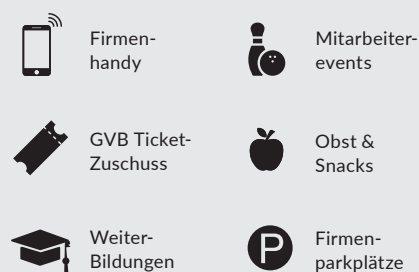 Firmen-
handy
Mitarbeiter-
events
GVB Ticket-
Zuschuss
Obst &
Snacks
Weiter-
Bildungen
P
Firmen-
parkplätze